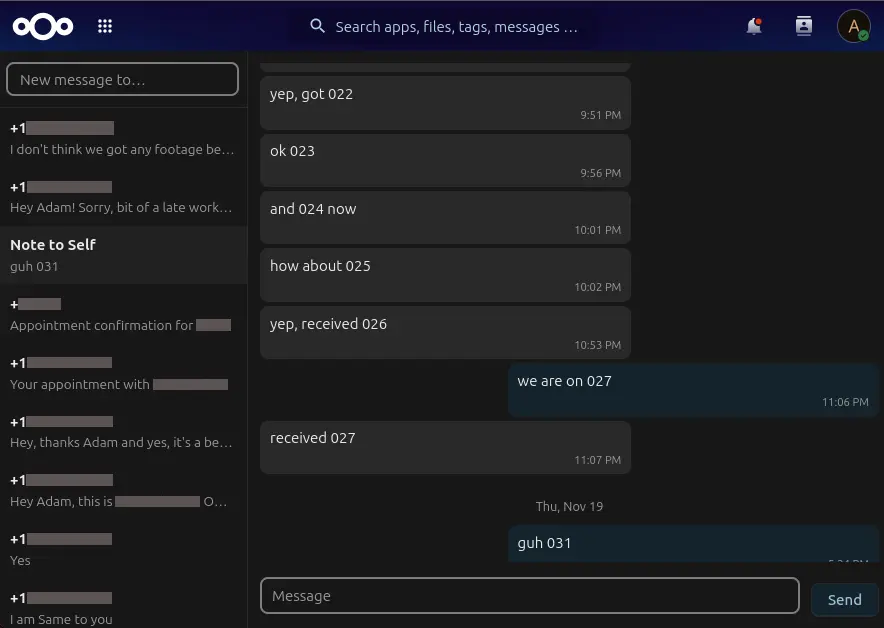 Search apps, files, tags, messages …
A
New message to…
+1
I don't think we got any footage be…
+1
Hey Adam! Sorry, bit of a late work…
Note to Self
guh 031
+
Appointment confirmation for
+1
Your appointment with
+1
Hey, thanks Adam and yes, it's a be…
+1
Hey Adam, this is O…
+1
Yes
+1
I am Same to you
yep, got 022
9:51 PM
ok 023
9:56 PM
and 024 now
10:01 PM
how about 025
10:02 PM
yep, received 026
10:53 PM
we are on 027
11:06 PM
received 027
11:07 PM
Thu, Nov 19
guh 031
Message
Send